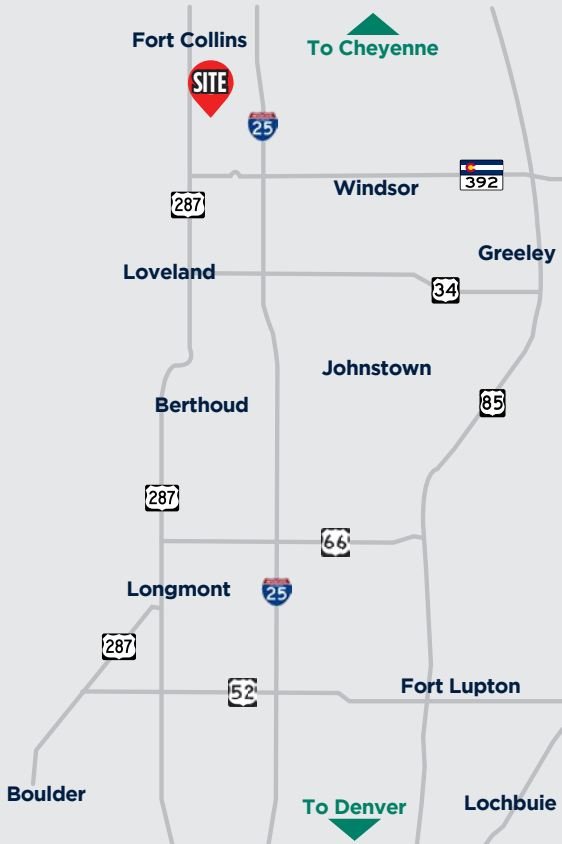 Fort Collins
To Cheyenne
SITE
25
Windsor
392
287
Greeley
Loveland
34
Johnstown
85
Berthoud
287
66
Longmont
25
287
52
Fort Lupton
Boulder
To Denver
Lochbuie